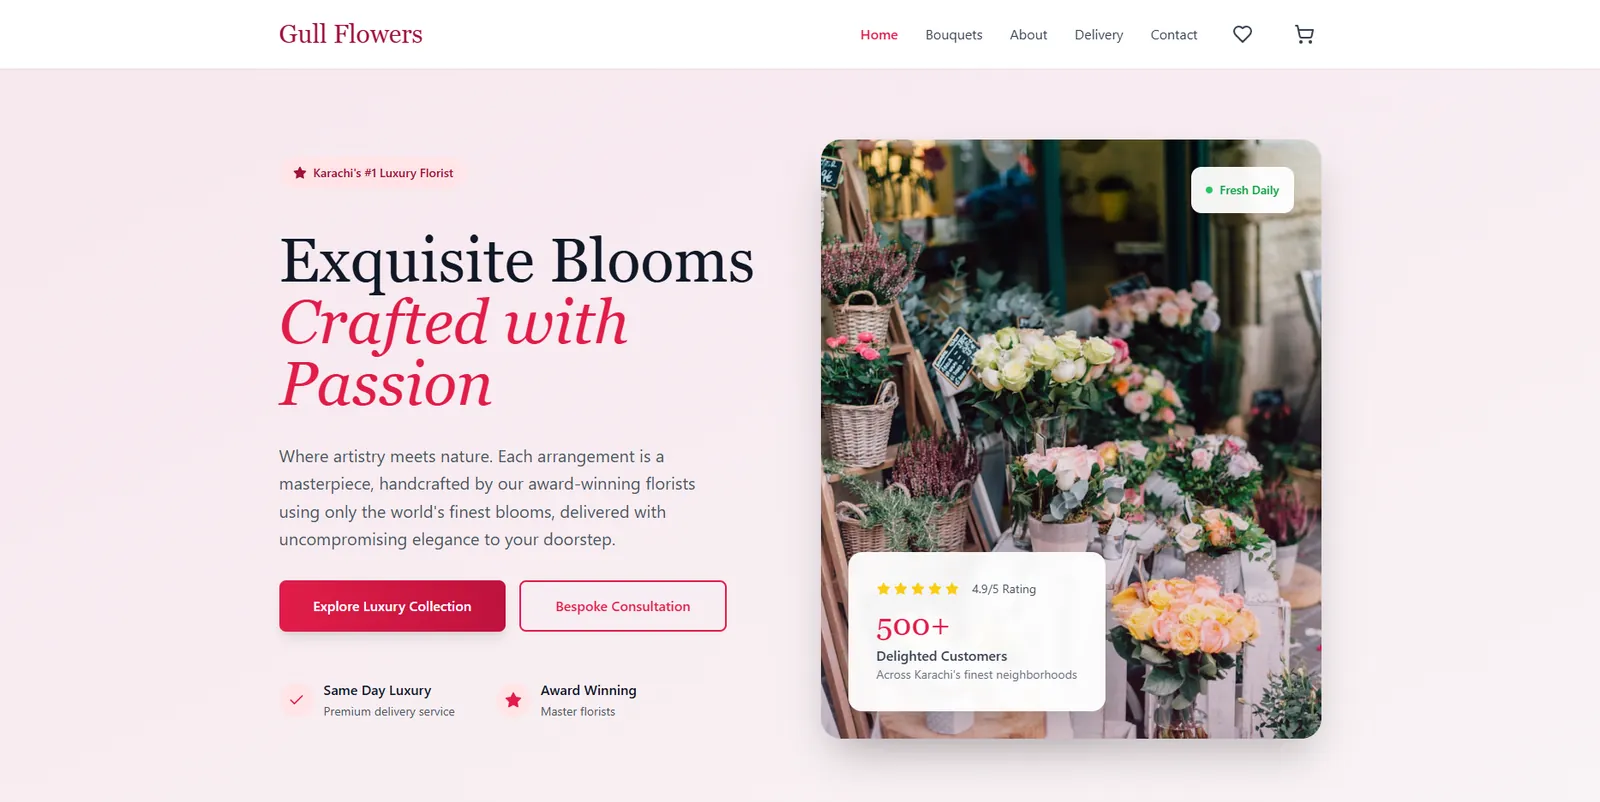 Gull Flowers
Home
Bouquets
About
Delivery
Contact
Karachi's #1 Luxury Florist
Exquisite Blooms
Crafted with
Passion
Where artistry meets nature. Each arrangement is a
masterpiece, handcrafted by our award-winning florists
using only the world's finest blooms, delivered with
uncompromising elegance to your doorstep.
Explore Luxury Collection
Bespoke Consultation
Same Day Luxury
Premium delivery service
Award Winning
Master florists
Fresh Daily
4.9/5 Rating
500+
Delighted Customers
Across Karachi's finest neighborhoods